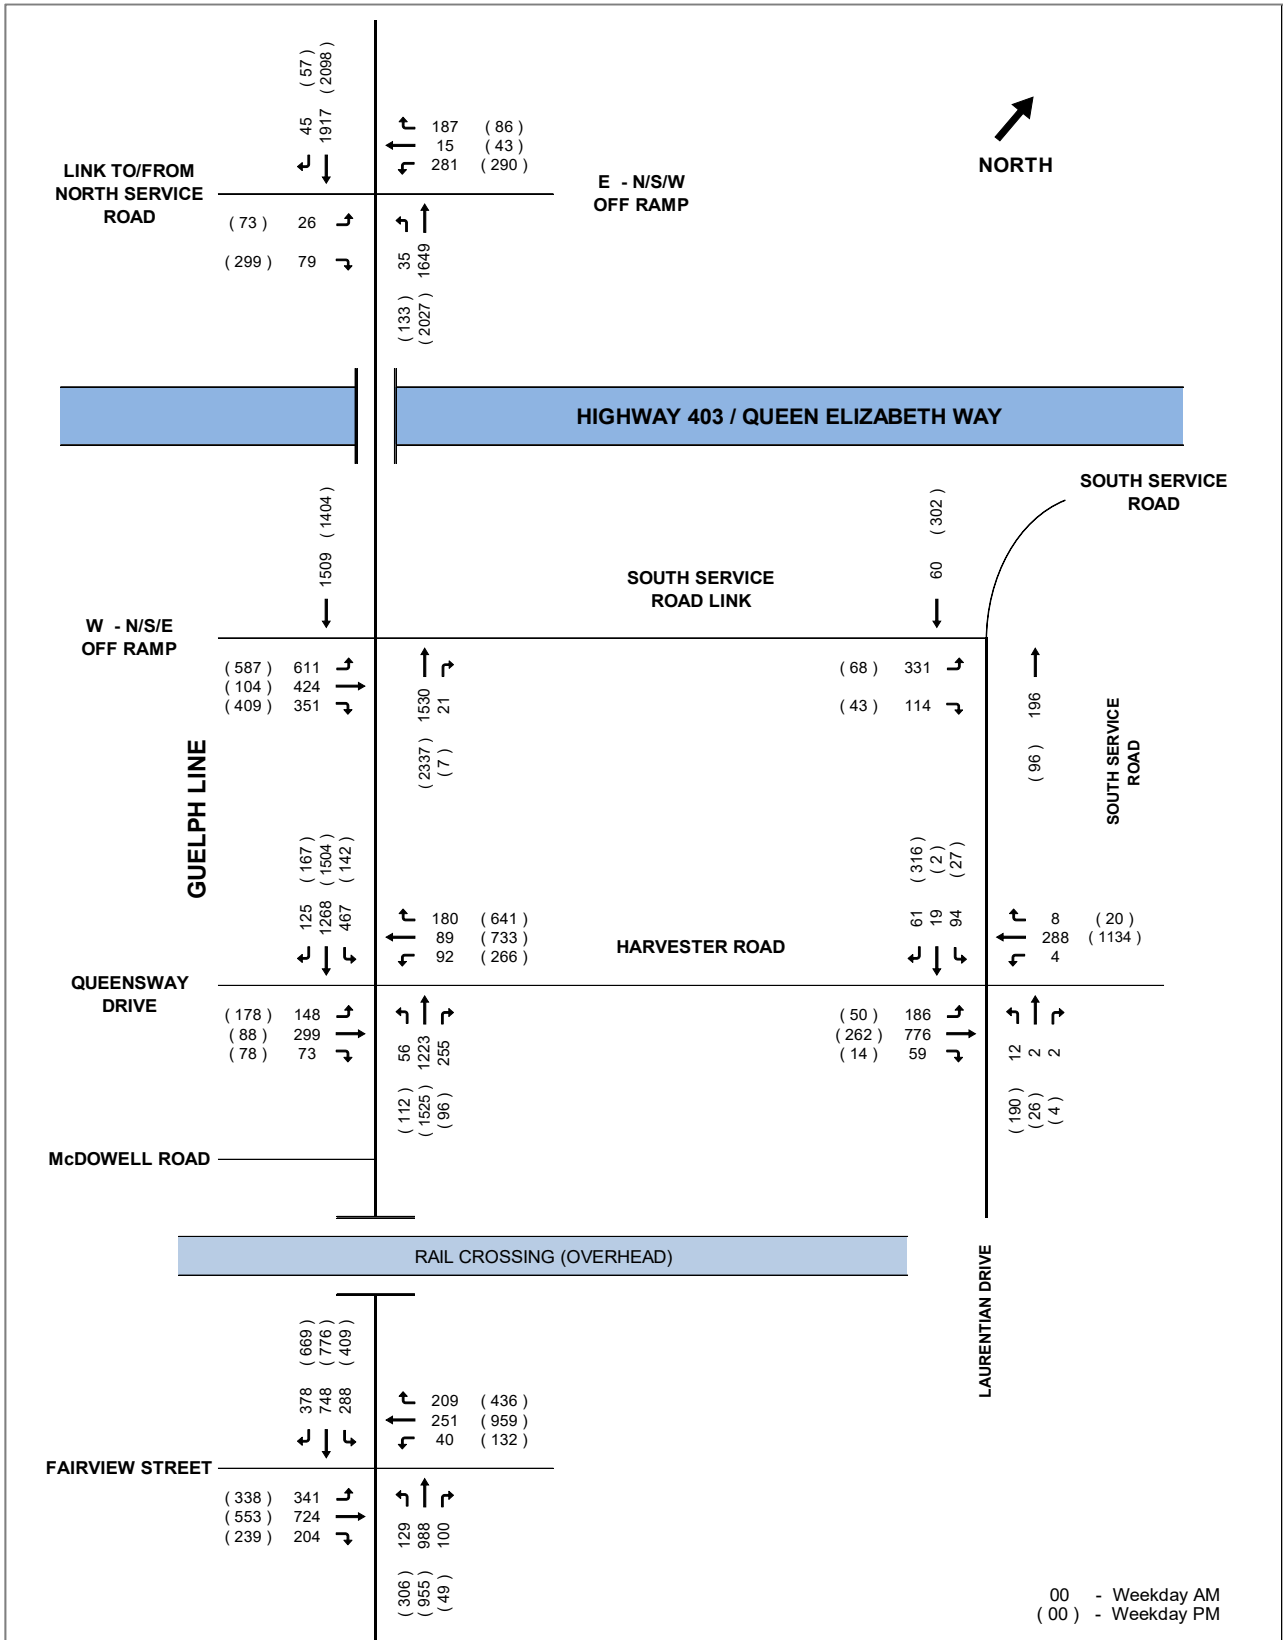 ( 57 )
( 2098 )
45
1917
187 ( 86 )
15 ( 43 )
281 ( 290 )
NORTH
LINK TO/FROM
NORTH SERVICE
ROAD
E - N/S/W
OFF RAMP
( 73 ) 26
( 299 ) 79
35
1649
( 133 )
( 2027 )
HIGHWAY 403 / QUEEN ELIZABETH WAY
SOUTH SERVICE
ROAD
1509 ( 1404 )
60 ( 302 )
SOUTH SERVICE
ROAD LINK
W - N/S/E
OFF RAMP
( 587 ) 611
( 104 ) 424
( 409 ) 351
1530
21
( 2337 )
( 7 )
( 68 ) 331
( 43 ) 114
196
( 96 )
SOUTH SERVICE
ROAD
GUELPH LINE
( 167 )
( 1504 )
( 142 )
125
1268
467
180 ( 641 )
89 ( 733 )
92 ( 266 )
HARVESTER ROAD
( 316 )
( 2 )
( 27 )
61
19
94
8 ( 20 )
288 ( 1134 )
4
QUEENSWAY
DRIVE
( 178 ) 148
( 88 ) 299
( 78 ) 73
56
1223
255
( 112 )
( 1525 )
( 96 )
( 50 ) 186
( 262 ) 776
( 14 ) 59
12
2
2
( 190 )
( 26 )
( 4 )
McDOWELL ROAD
RAIL CROSSING (OVERHEAD)
LAURENTIAN DRIVE
( 669 )
( 776 )
( 409 )
378
748
288
209 ( 436 )
251 ( 959 )
40 ( 132 )
FAIRVIEW STREET
( 338 ) 341
( 553 ) 724
( 239 ) 204
129
988
100
( 306 )
( 955 )
( 49 )
00 - Weekday AM
( 00 ) - Weekday PM